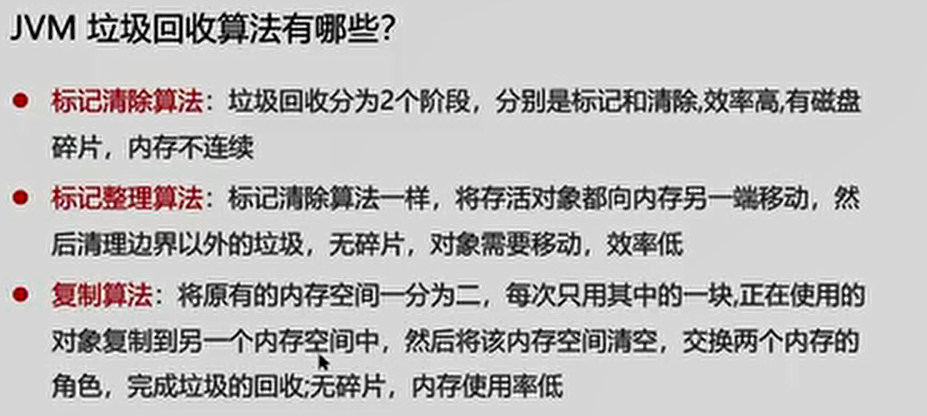 JVM 垃圾回收算法有哪些？
● 标记清除算法：垃圾回收分为2个阶段，分别是标记和清除,效率高,有磁盘
碎片，内存不连续
● 标记整理算法：标记清除算法一样，将存活对象都向内存另一端移动，然
后清理边界以外的垃圾，无碎片，对象需要移动，效率低
● 复制算法：将原有的内存空间一分为二，每次只用其中的一块,正在使用的
对象复制到另一个内存空间中，然后将该内存空间清空，交换两个内存的
角色，完成垃圾的回收;无碎片，内存使用率低